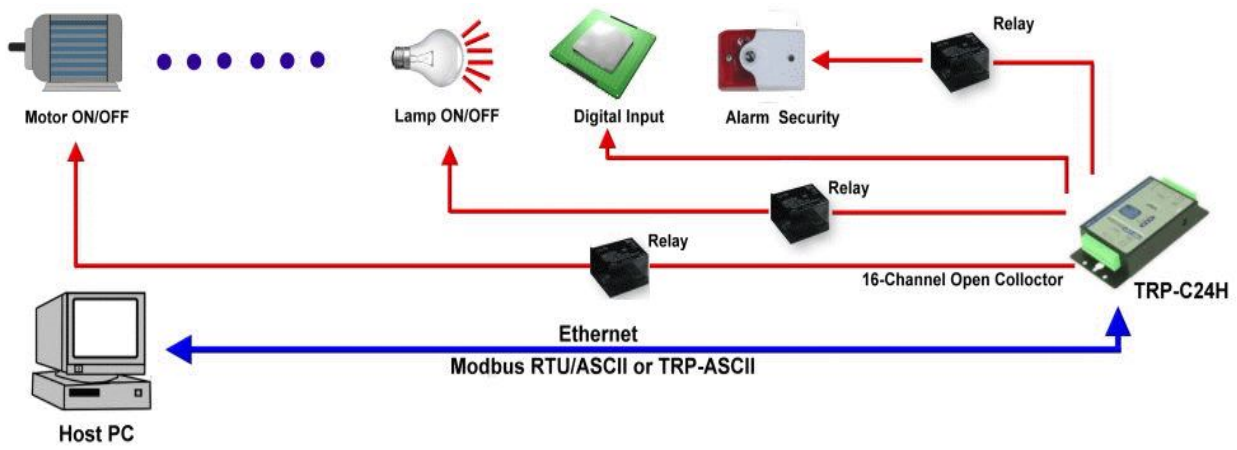 Relay
Motor ON/OFF
Lamp ON/OFF
Digital Input
Alarm Security
Relay
Relay
16-Channel Open Colloctor
TRP-C24H
Ethernet
Modbus RTU/ASCII or TRP-ASCII
Host PC